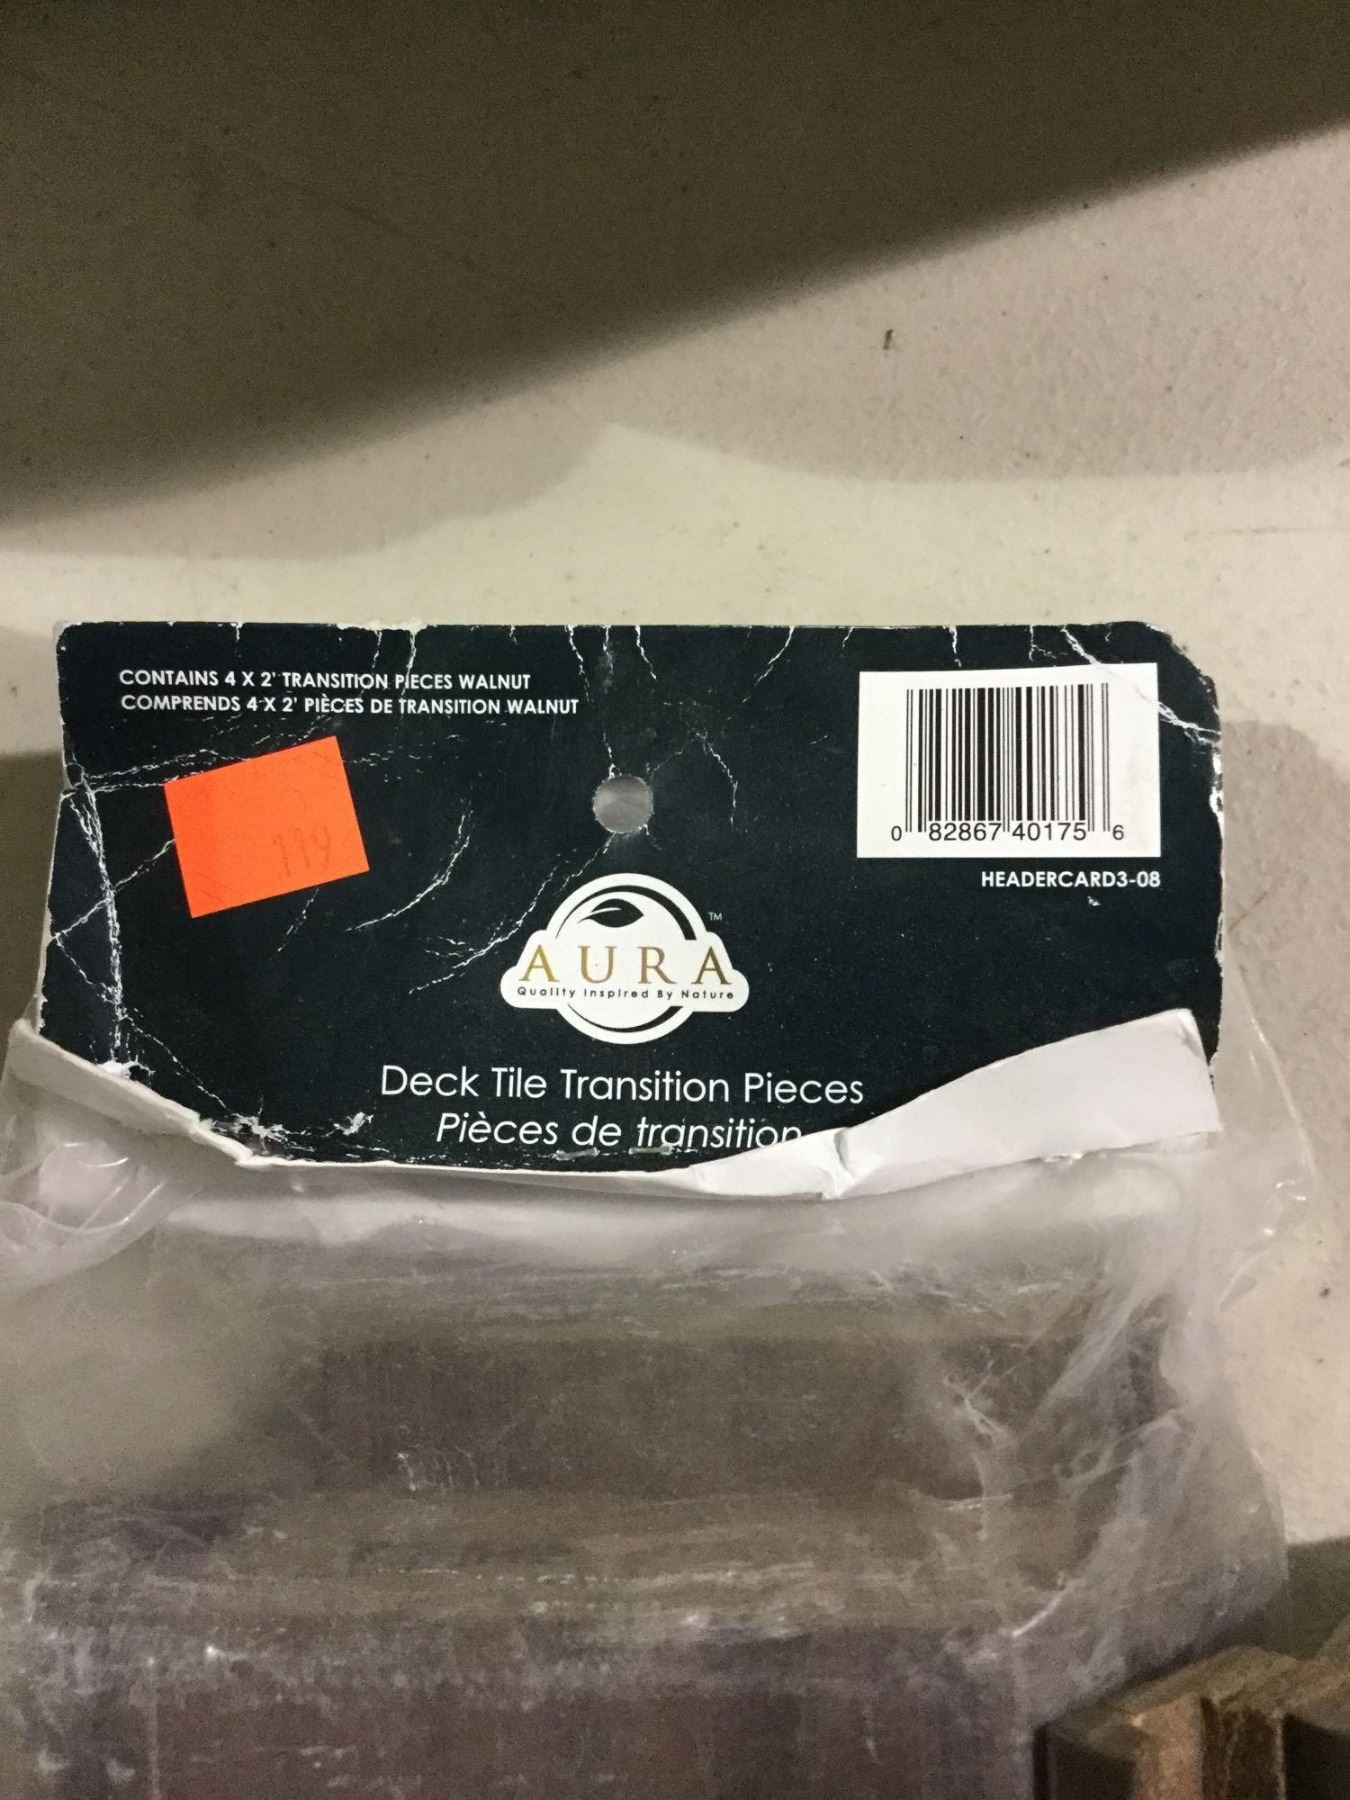 CONTAINS 4 X 2' TRANSITION PIECES WALNUT
COMPRENDS 4 X 2' PIÈCES DE TRANSITION WALNUT
119
0 82867 40175 6
HEADERCARD3-08
TM
AURA
Quality Inspired By Nature
Deck Tile Transition Pieces
Pièces de transition